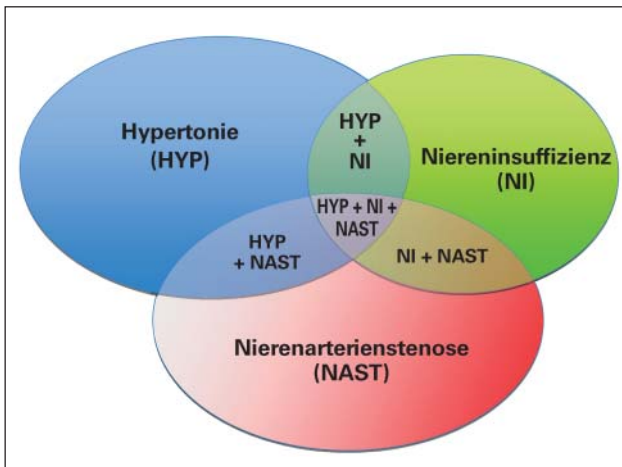 Hypertonie
(HYP)
HYP
+
NI
Niereninsuffizienz
(NI)
HYP + NI +
NAST
HYP
+ NAST
NI + NAST
Nierenarterienstenose
(NAST)